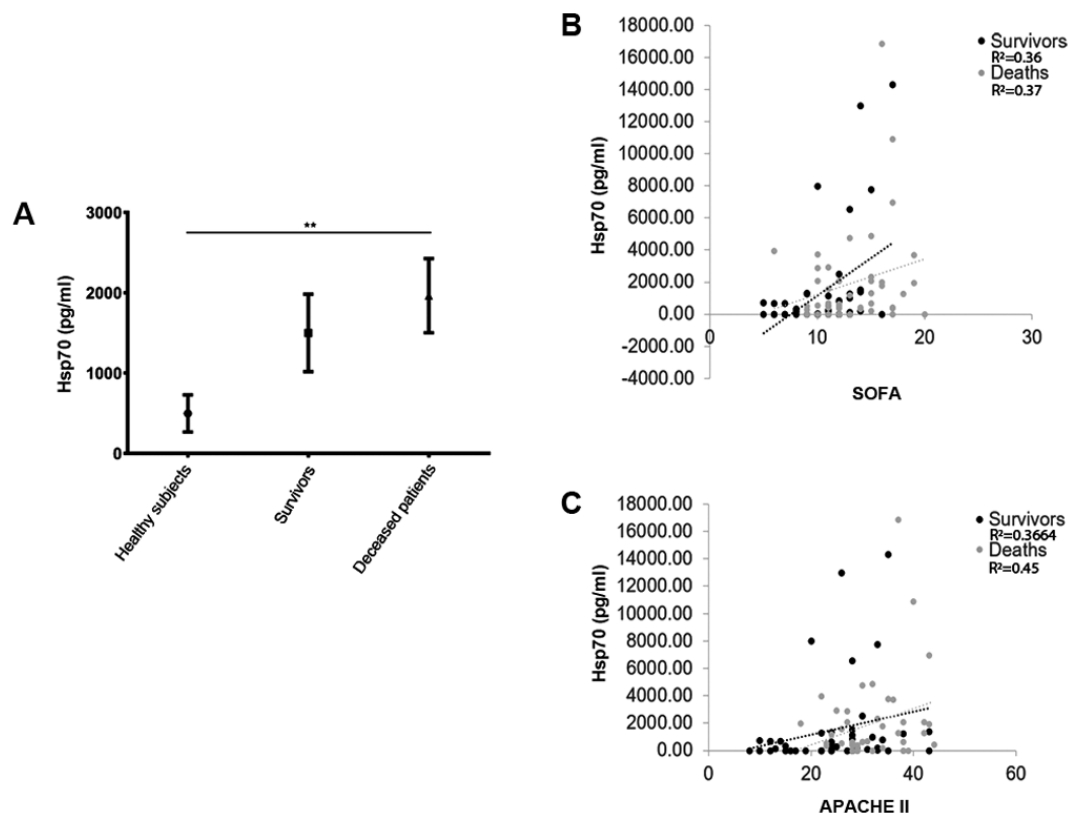 A
Hsp70 (pg/ml)
3000
2000
1000
0
**
Healthy subjects
Survivors
Deceased patients
B
Hsp70 (pg/ml)
18000.00
16000.00
14000.00
12000.00
10000.00
8000.00
6000.00
4000.00
2000.00
0.00
-2000.00
-4000.00
0
10
20
30
SOFA
Survivors
R²=0.36
Deaths
R²=0.37
C
Hsp70 (pg/ml)
18000.00
16000.00
14000.00
12000.00
10000.00
8000.00
6000.00
4000.00
2000.00
0.00
0
20
40
60
APACHE II
Survivors
R²=0.3664
Deaths
R²=0.45